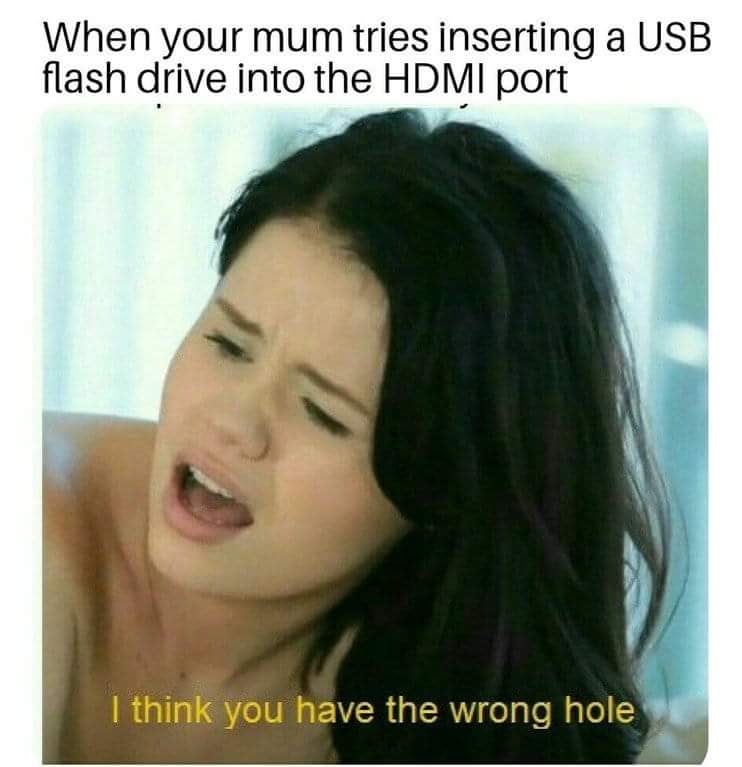 When your mum tries inserting a USB
flash drive into the HDMI port
I think you have the wrong hole